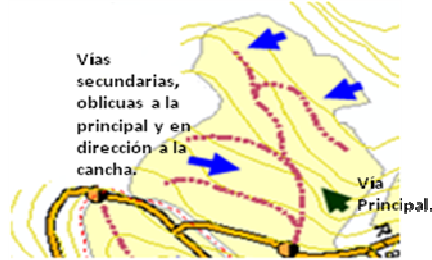 Vías
secundarias,
oblicuas a la
principal y en
dirección a la
cancha.
Vía
Principal.